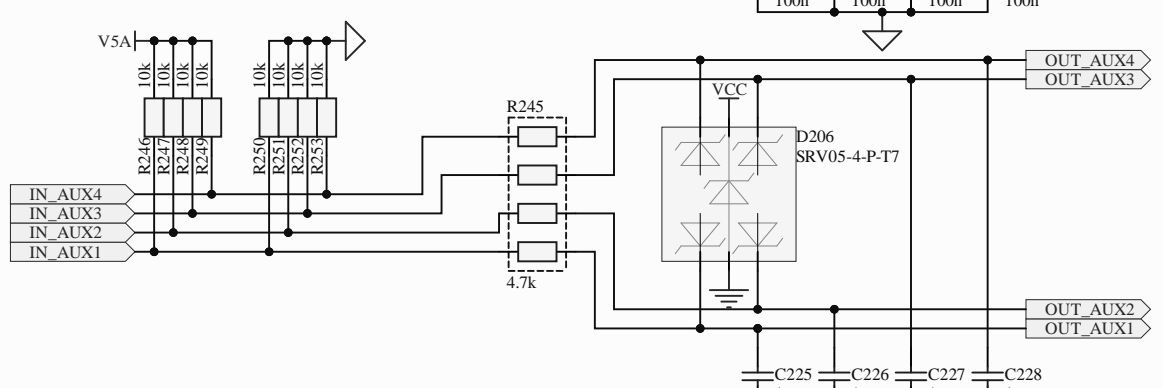 100n 100n 100n 100n
V5A
10k 10k 10k 10k
10k 10k 10k 10k
OUT_AUX4
OUT_AUX3
VCC
R245
D206
SRV05-4-P-T7
R246 R247 R248 R249
R250 R251 R252 R253
IN_AUX4
IN_AUX3
IN_AUX2
IN_AUX1
4.7k
OUT_AUX2
OUT_AUX1
C225 C226 C227 C228